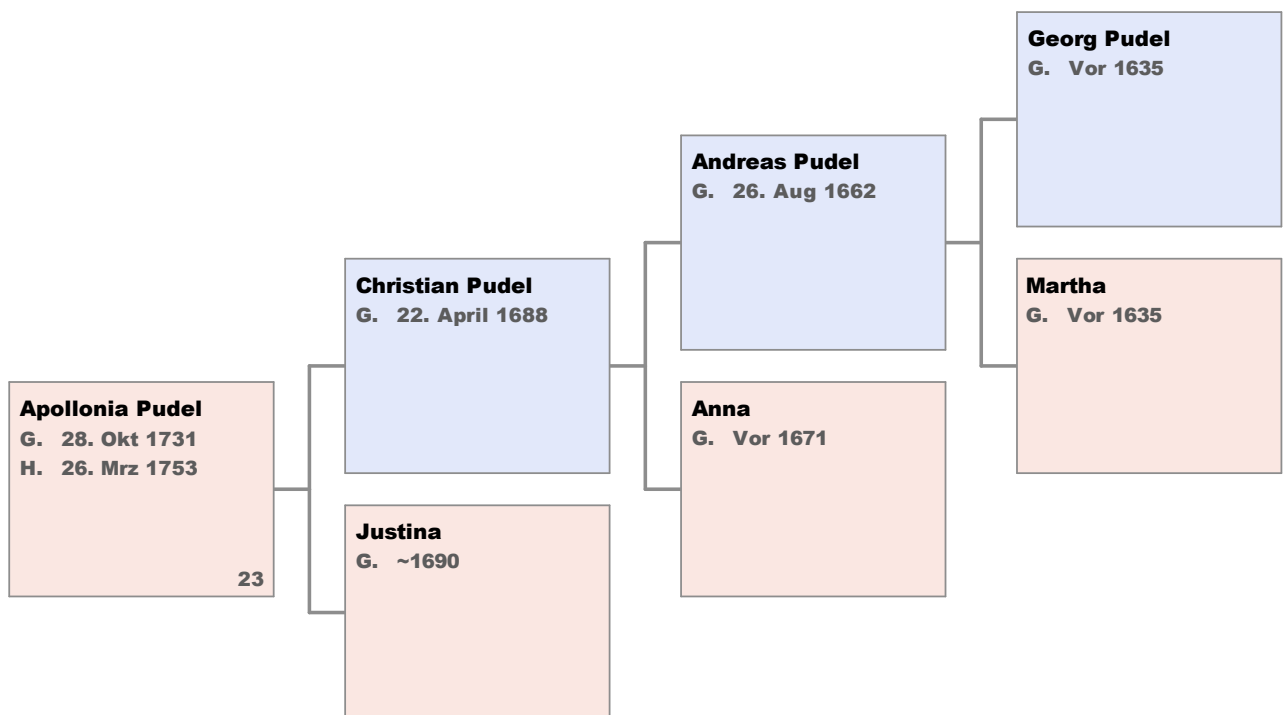 Georg Pudel
G. Vor 1635
Andreas Pudel
G. 26. Aug 1662
Christian Pudel
G. 22. April 1688
Martha
G. Vor 1635
Apollonia Pudel
G. 28. Okt 1731
H. 26. Mrz 1753
23
Anna
G. Vor 1671
Justina
G. ~1690